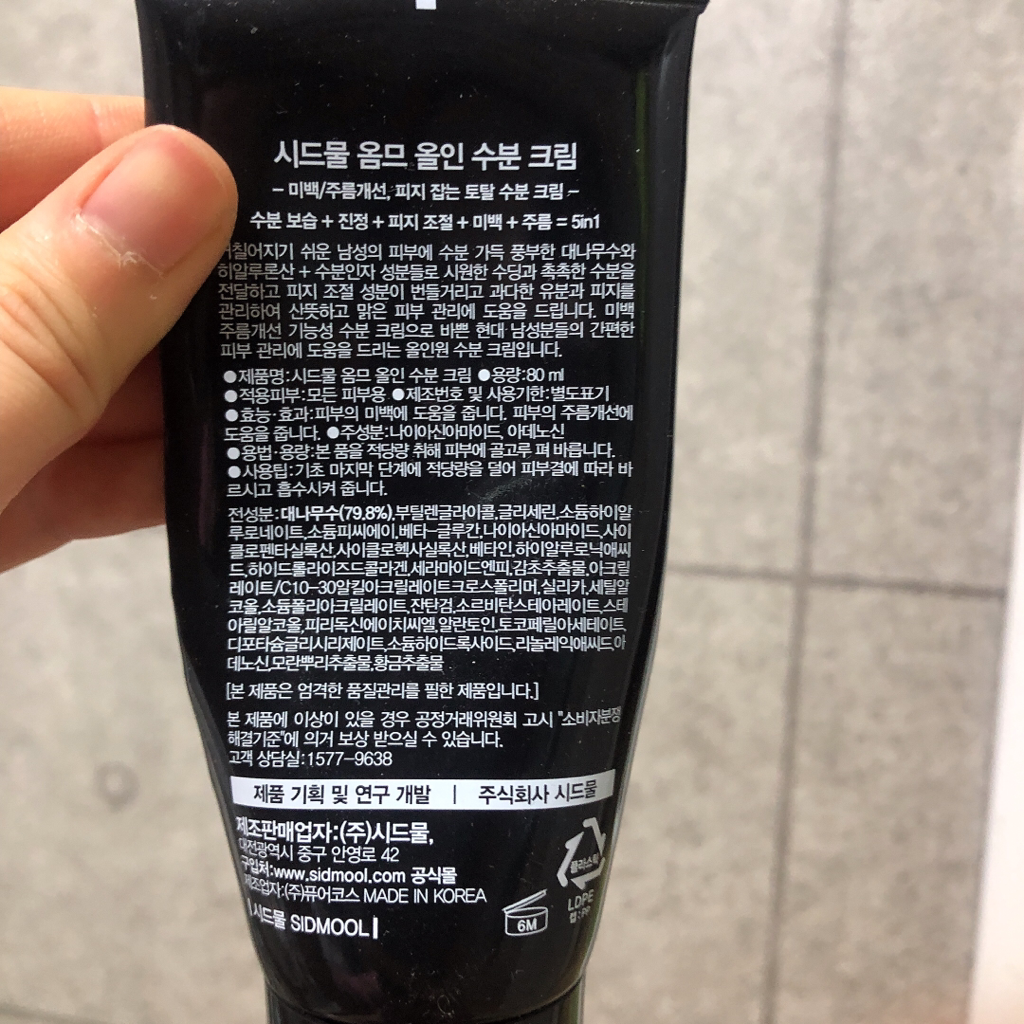 시드물 옴므 올인 수분 크림
- 미백/주름개선, 피지 잡는 토탈 수분 크림 -
수분 보습 + 진정 + 피지 조절 + 미백 + 주름 = 5in1
쉬운 남성의 피부에 수분 가득 풍부한 대나무수와
히알루론산 + 수분인자 성분들로 시원한 수딩과 촉촉한 수분을
전달하고 피지 조절 성분이 번들거리고 과다한 유분과 피지를
관리하여 산뜻하고 맑은 피부 관리에 도움을 드립니다. 미백
주름개선 기능성 수분 크림으로 바쁜 현대 남성분들의 간편한
피부 관리에 도움을 드리는 올인원 수분 크림입니다.
●제품명:시드물 옴므 올인 수분 크림 ●용량:80 ml
●적용피부:모든 피부용 ●제조번호 및 사용기한:별도표기
●효능·효과:피부의 미백에 도움을 줍니다. 피부의 주름개선에
도움을 줍니다. ●주성분:나이아신아마이드, 아데노신
●용법·용량:본 품을 적당량 취해 피부에 골고루 펴 바릅니다.
●사용팁:기초 마지막 단계에 적당량을 덜어 피부결에 따라 바
르시고 흡수시켜 줍니다.
전성분:대나무수(79.8%),부틸렌글라이콜,글리세린,소듐하이알
루로네이트,소듐피씨에이,베타-글루칸,나이아신아마이드,사이
클로펜타실록산,사이클로헥사실록산,베타인,하이알루로닉애씨
드,하이드롤라이즈드콜라겐,세라마이드엔피,감초추출물,아크릴
레이트/C10-30알킬아크릴레이트크로스폴리머,실리카,세틸알
코올,소듐폴리아크릴레이트,잔탄검,소르비탄스테아레이트,스테
아릴알코올,피리독신에이치씨엘,알란토인,토코페릴아세테이트,
디포타슘글리시리제이트,소듐하이드록사이드,리놀레익애씨드,아
데노신,모란뿌리추출물,황금추출물
[본 제품은 엄격한 품질관리를 필한 제품입니다.]
본 제품에 이상이 있을 경우 공정거래위원회 고시 "소비자분쟁
해결기준"에 의거 보상 받으실 수 있습니다.
고객 상담실:1577-9638
제품 기획 및 연구 개발 | 주식회사 시드물
제조판매업자:(주)시드물,
대전광역시 중구 안영로 42
구입처:www.sidmool.com 공식몰
제조업자:(주)퓨어코스 MADE IN KOREA
|시드물 SIDMOOL|
6M
플라스틱
LDPE
캡:PP